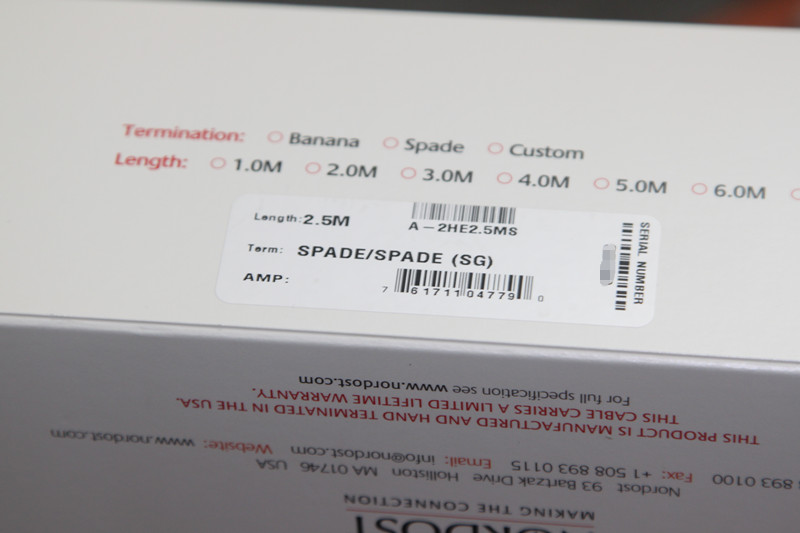 Termination: Banana Spade Custom
Length: 1.0M 2.0M 3.0M 4.0M 5.0M 6.0M
Length: 2.5M
A-2HE2.5MS
Term: SPADE/SPADE (SG)
AMP:
7 61711 04779 0
SERIAL NUMBER
NORDOST
MAKING THE CONNECTION
Nordost 93 Bartzak Drive Holliston MA 01746 USA
893 0100 Fax: +1 508 893 0115 Email: info@nordost.com Website: www.nordost.com
THIS PRODUCT IS MANUFACTURED AND HAND TERMINATED IN THE USA.
THIS CABLE CARRIES A LIMITED LIFETIME WARRANTY.
For full specification see www.nordost.com